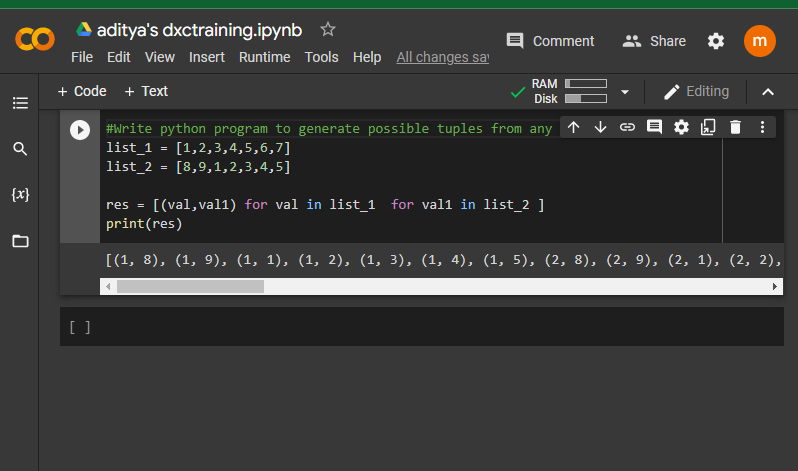 aditya's dxctraining.ipynb
File Edit View Insert Runtime Tools Help All changes sav
Comment Share m
+ Code + Text
RAM
Disk
Editing
{x}
#Write python program to generate possible tuples from any
list_1 = [1,2,3,4,5,6,7]
list_2 = [8,9,1,2,3,4,5]
res = [(val,val1) for val in list_1  for val1 in list_2 ]
print(res)
[(1, 8), (1, 9), (1, 1), (1, 2), (1, 3), (1, 4), (1, 5), (2, 8), (2, 9), (2, 1), (2, 2),
[ ]